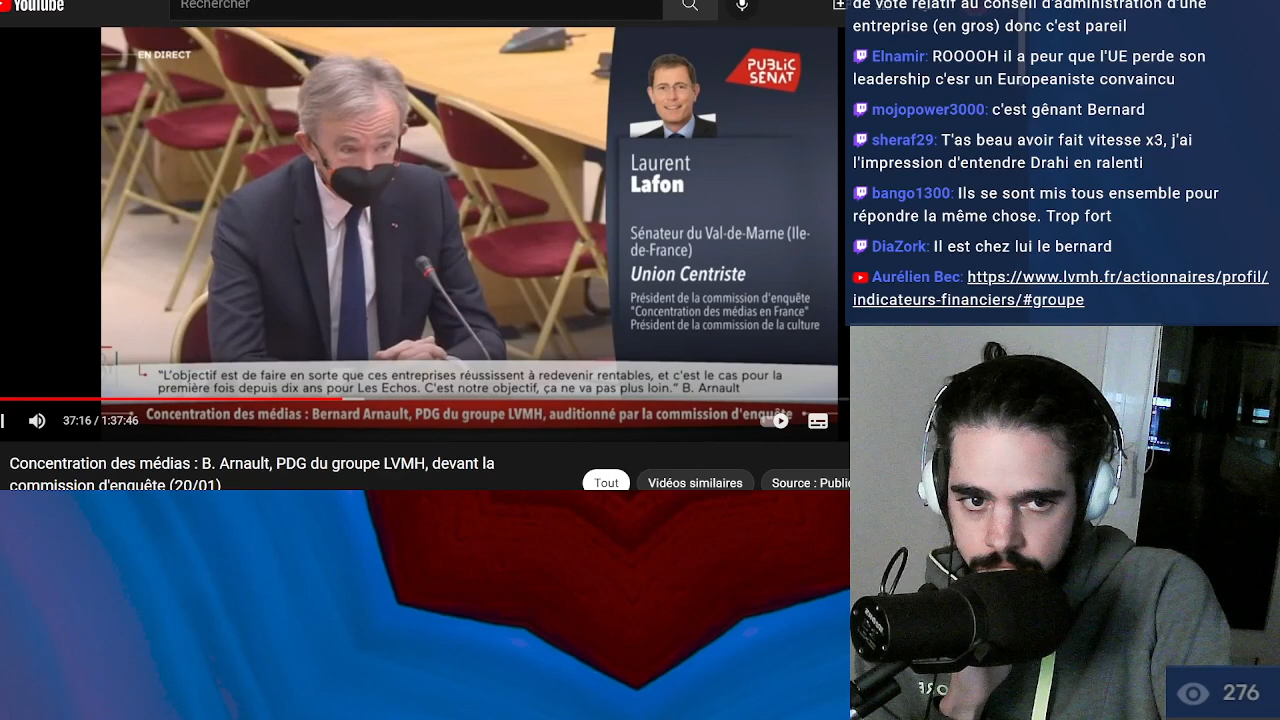 YouTube
Rechercher
EN DIRECT
PUBLIC
SÉNAT
Laurent
Lafon
Sénateur du Val-de-Marne (Ile-
de-France)
Union Centriste
Président de la commission d'enquête
"Concentration des médias en France"
Président de la commission de la culture
"L'objectif est de faire en sorte que ces entreprises réussissent à redevenir rentables, et c'est le cas pour la
première fois depuis dix ans pour Les Echos. C'est notre objectif, ça ne va pas plus loin." B. Arnault
Concentration des médias : Bernard Arnault, PDG du groupe LVMH, auditionné par la commission d'enquête
37:16 / 1:37:46
Concentration des médias : B. Arnault, PDG du groupe LVMH, devant la
commission d'enquête (20/01)
Tout
Vidéos similaires
Source : Public
de vote relatif au conseil d'administration d'une
entreprise (en gros) donc c'est pareil
Elnamir: ROOOOH il a peur que l'UE perde son
leadership c'esr un Europeaniste convaincu
mojopower3000: c'est gênant Bernard
sheraf29: T'as beau avoir fait vitesse x3, j'ai
l'impression d'entendre Drahi en ralenti
bango1300: Ils se sont mis tous ensemble pour
répondre la même chose. Trop fort
DiaZork: Il est chez lui le bernard
Aurélien Bec: https://www.lvmh.fr/actionnaires/profil/
indicateurs-financiers/#groupe
276